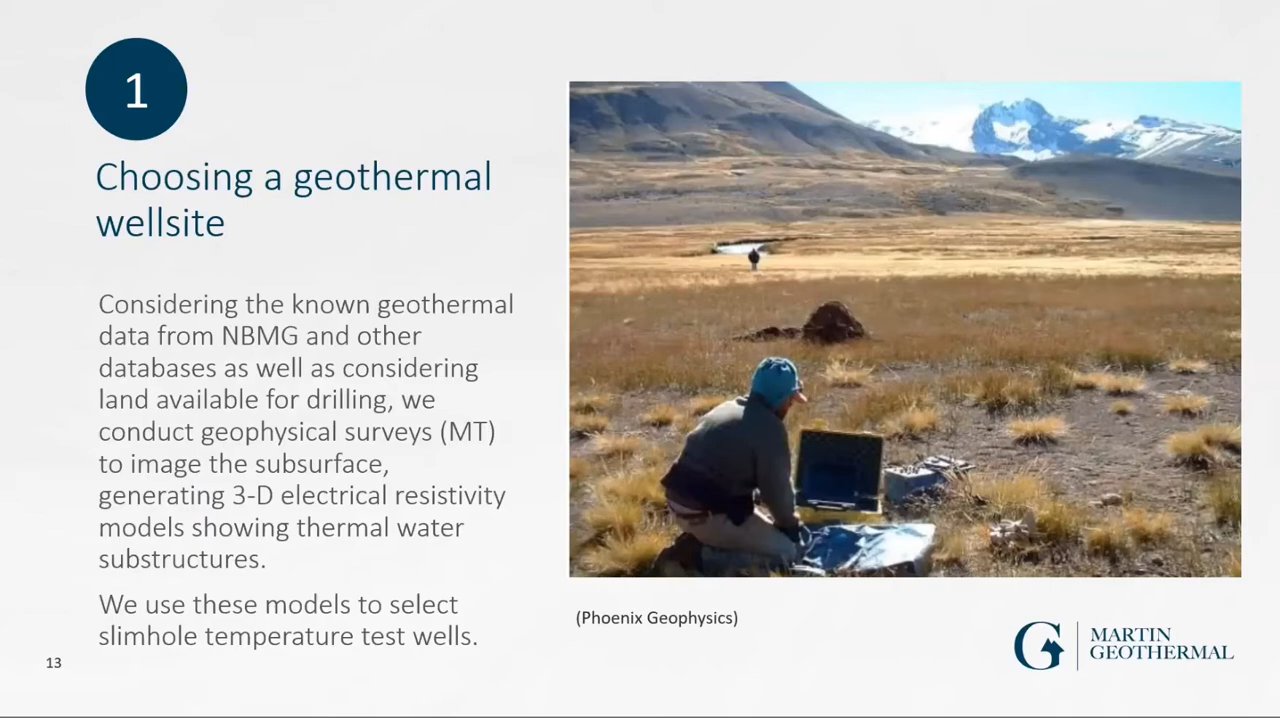 1
Choosing a geothermal
wellsite
Considering the known geothermal
data from NBMG and other
databases as well as considering
land available for drilling, we
conduct geophysical surveys (MT)
to image the subsurface,
generating 3-D electrical resistivity
models showing thermal water
substructures.
We use these models to select
slimhole temperature test wells.
13
(Phoenix Geophysics)
MARTIN
GEOTHERMAL